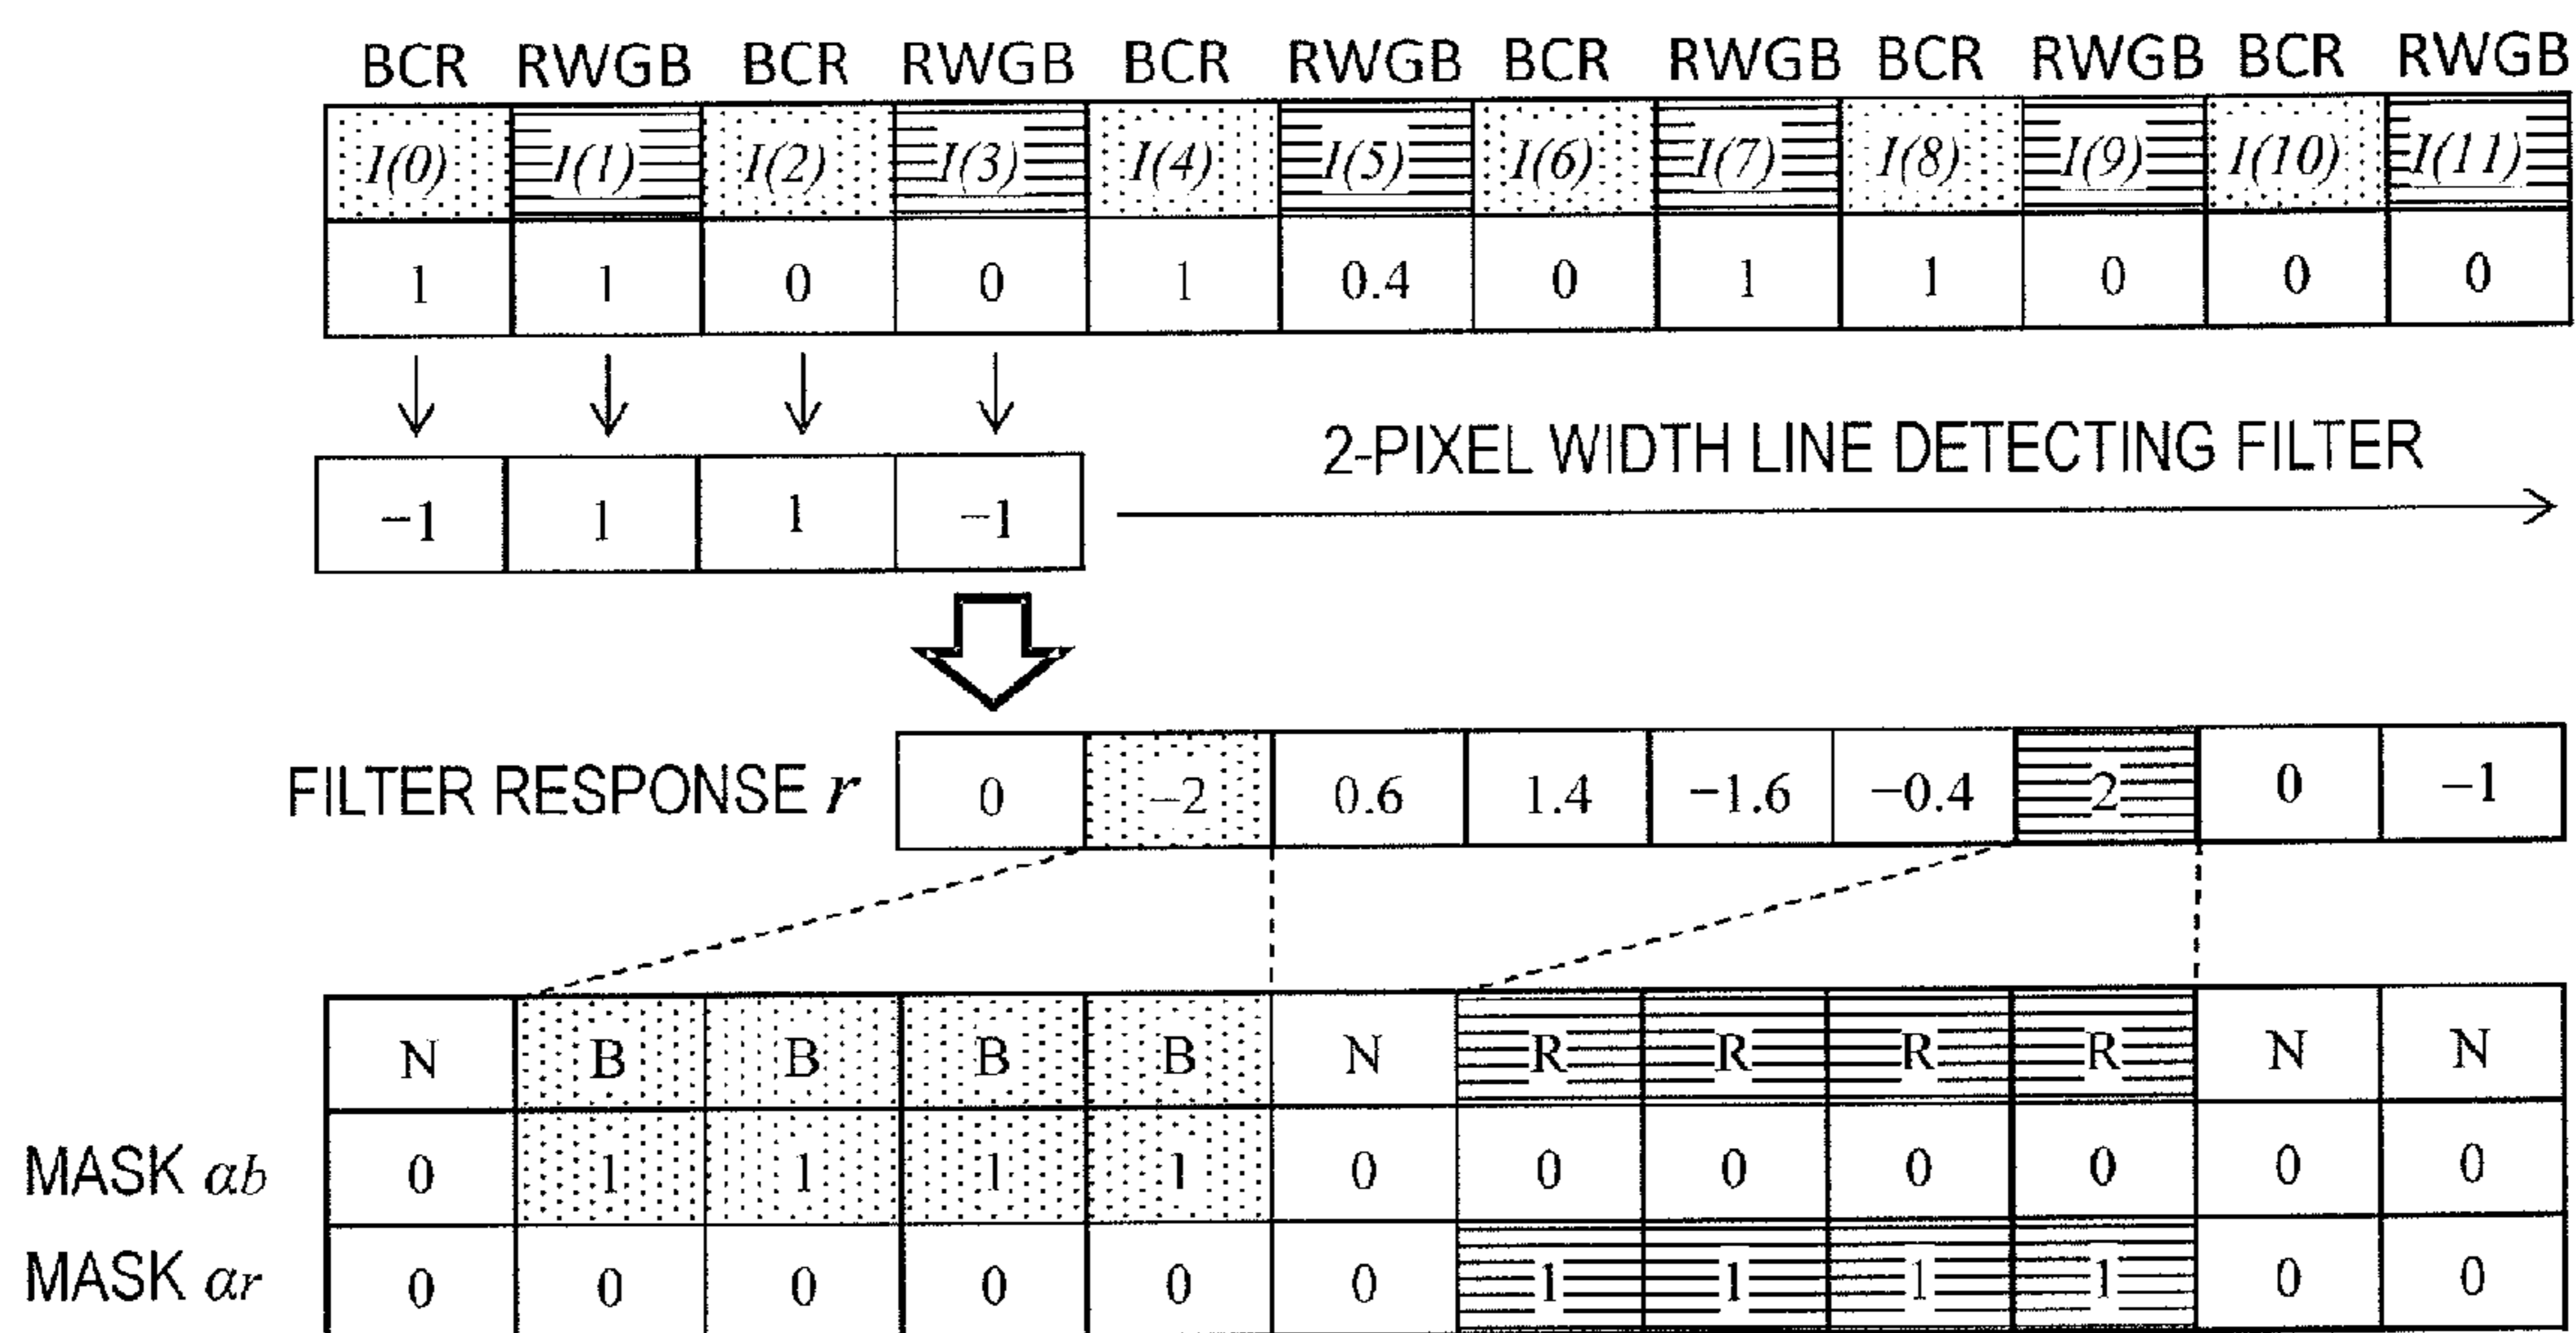 BCR RWGB BCR RWGB BCR RWGB BCR RWGB BCR RWGB BCR RWGB
I(0) I(1) I(2) I(3) I(4) I(5) I(6) I(7) I(8) I(9) I(10) I(11)
1 1 0 0 1 0.4 0 1 1 0 0 0
−1 1 1 −1
2-PIXEL WIDTH LINE DETECTING FILTER
FILTER RESPONSE r 0 −2 0.6 1.4 −1.6 −0.4 2 0 −1
N B B B B N R R R R N N
MASK αb 0 1 1 1 1 0 0 0 0 0 0 0
MASK αr 0 0 0 0 0 0 1 1 1 1 0 0